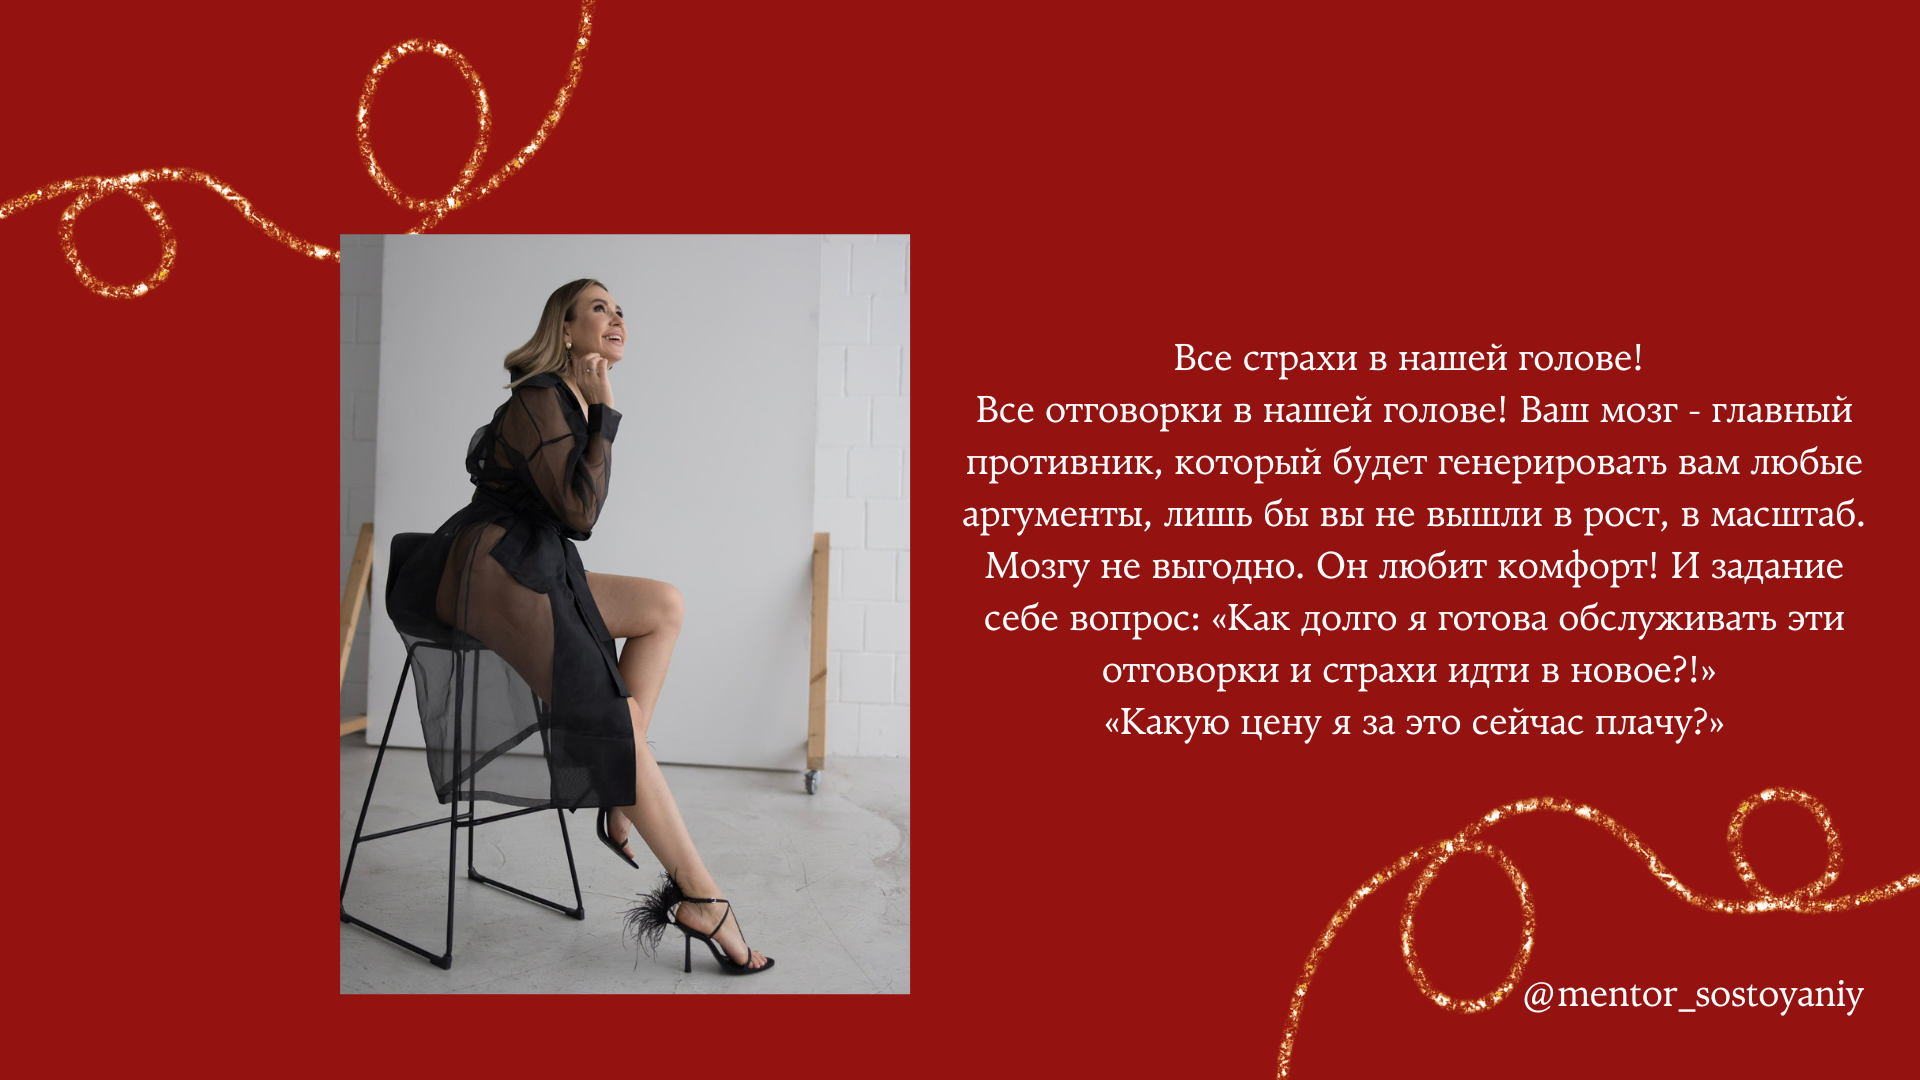 Все страхи в нашей голове!
Все отговорки в нашей голове! Ваш мозг - главный
противник, который будет генерировать вам любые
аргументы, лишь бы вы не вышли в рост, в масштаб.
Мозгу не выгодно. Он любит комфорт! И задание
себе вопрос: «Как долго я готова обслуживать эти
отговорки и страхи идти в новое?!»
«Какую цену я за это сейчас плачу?»
@mentor_sostoyaniy